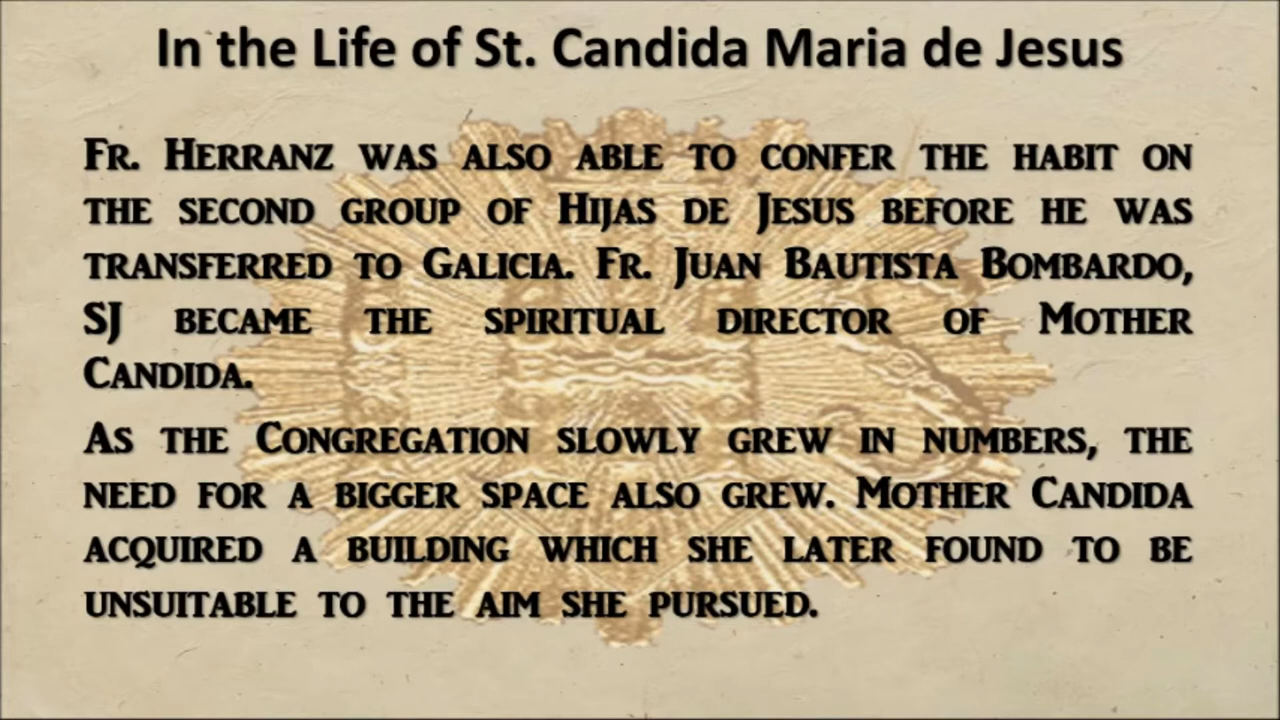 In the Life of St. Candida Maria de Jesus
Fr. Herranz was also able to confer the habit on
the second group of Hijas de Jesus before he was
transferred to Galicia. Fr. Juan Bautista Bombardo,
SJ became the spiritual director of Mother
Candida.
As the Congregation slowly grew in numbers, the
need for a bigger space also grew. Mother Candida
acquired a building which she later found to be
unsuitable to the aim she pursued.